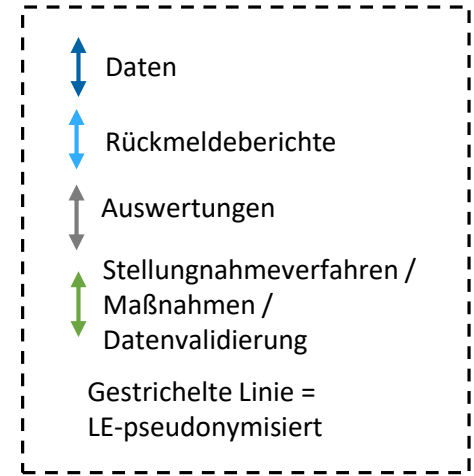 Daten
Rückmeldeberichte
Auswertungen
Stellungnahmeverfahren /
Maßnahmen /
Datenvalidierung
Gestrichelte Linie =
LE-pseudonymisiert